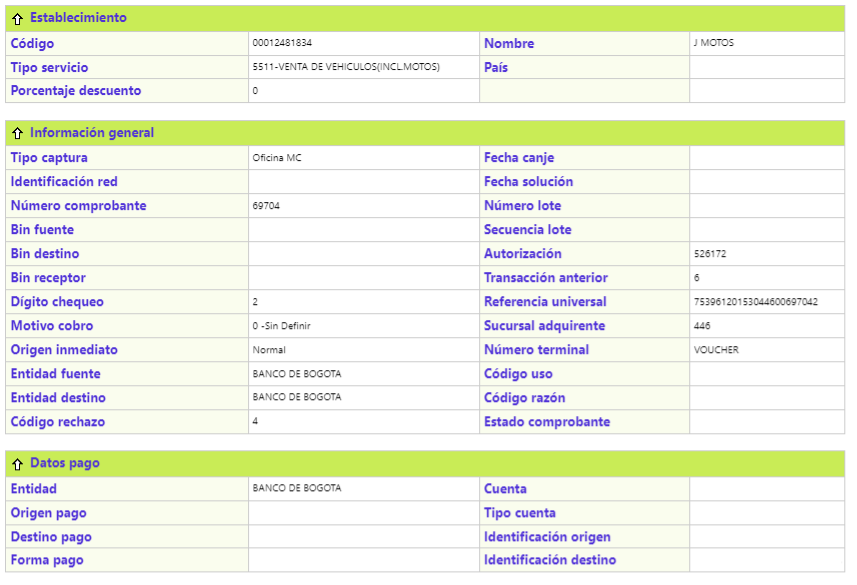 Establecimiento
Código 00012481834 Nombre J MOTOS
Tipo servicio 5511-VENTA DE VEHICULOS(INCL.MOTOS) País
Porcentaje descuento 0
Información general
Tipo captura Oficina MC Fecha canje
Identificación red Fecha solución
Número comprobante 69704 Número lote
Bin fuente Secuencia lote
Bin destino Autorización 526172
Bin receptor Transacción anterior 6
Dígito chequeo 2 Referencia universal 75396120153044600697042
Motivo cobro 0 -Sin Definir Sucursal adquirente 446
Origen inmediato Normal Número terminal VOUCHER
Entidad fuente BANCO DE BOGOTA Código uso
Entidad destino BANCO DE BOGOTA Código razón
Código rechazo 4 Estado comprobante
Datos pago
Entidad BANCO DE BOGOTA Cuenta
Origen pago Tipo cuenta
Destino pago Identificación origen
Forma pago Identificación destino